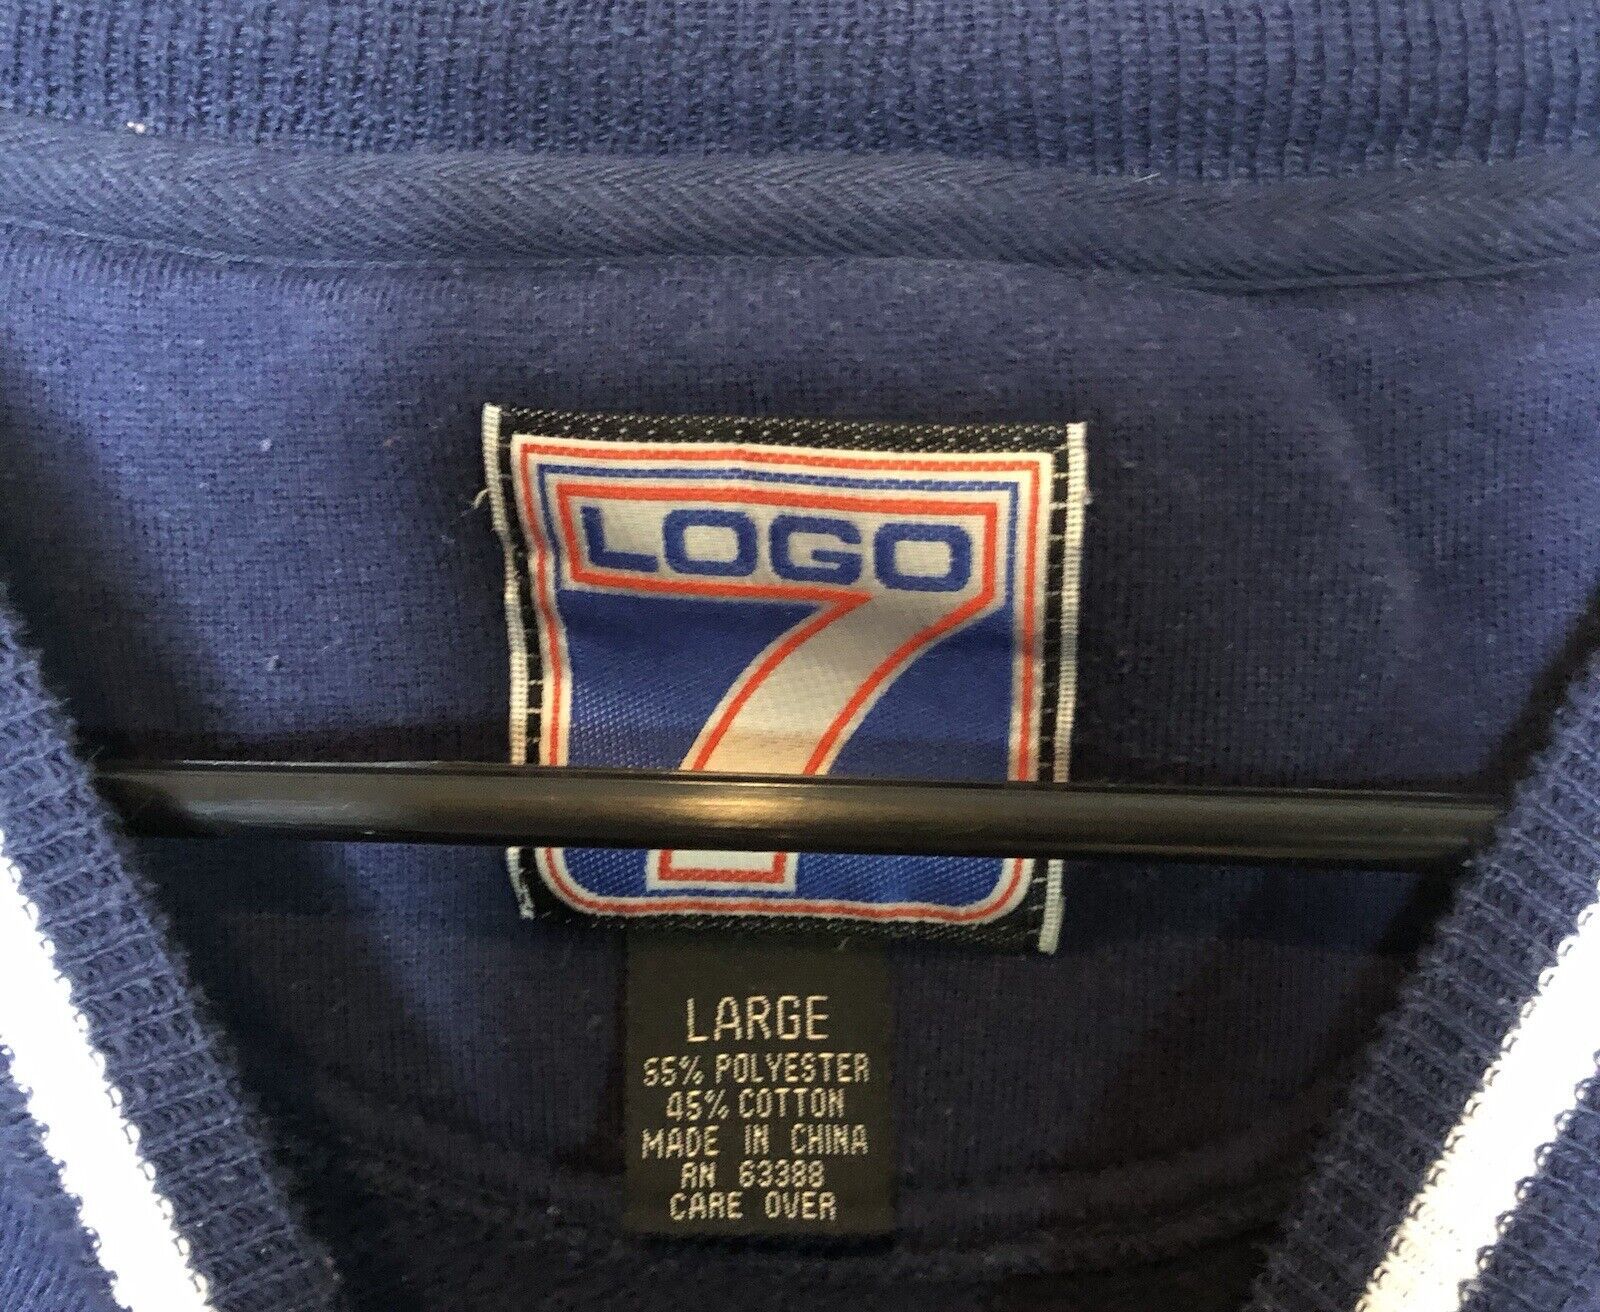 LOGO
7
LARGE
55% POLYESTER
45% COTTON
MADE IN CHINA
RN 63388
CARE OVER